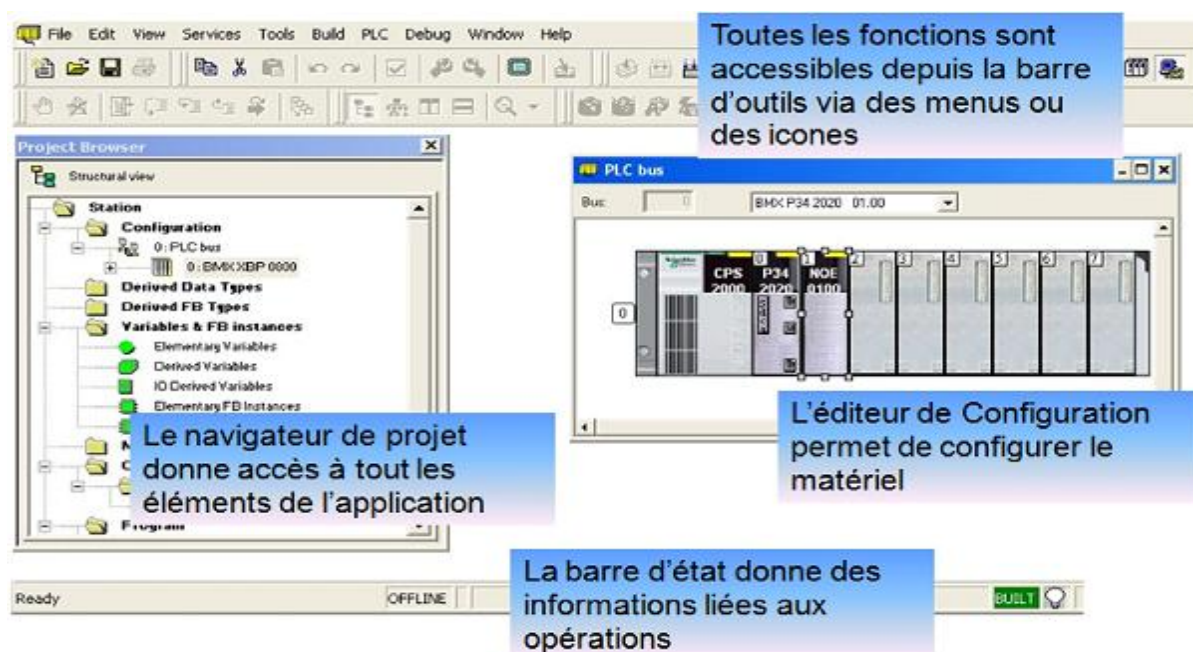 File Edit View Services Tools Build PLC Debug Window Help
Toutes les fonctions sont
accessibles depuis la barre
d'outils via des menus ou
des icones
Project Browser
Structural view
Station
Configuration
0: PLC bus
0: BMX XBP 0800
Derived Data Types
Derived FB Types
Variables & FB instances
Elementary Variables
Derived Variables
IO Derived Variables
Elementary FB Instances
Program
Le navigateur de projet
donne accès à tout les
éléments de l'application
PLC bus
Bus: 0 BMX P34 2020 01.00
0 1 2 3 4 5 6 7
CPS P34 NOE
2000 2020 0100
0
L'éditeur de Configuration
permet de configurer le
matériel
La barre d'état donne des
informations liées aux
opérations
Ready OFFLINE BUILT